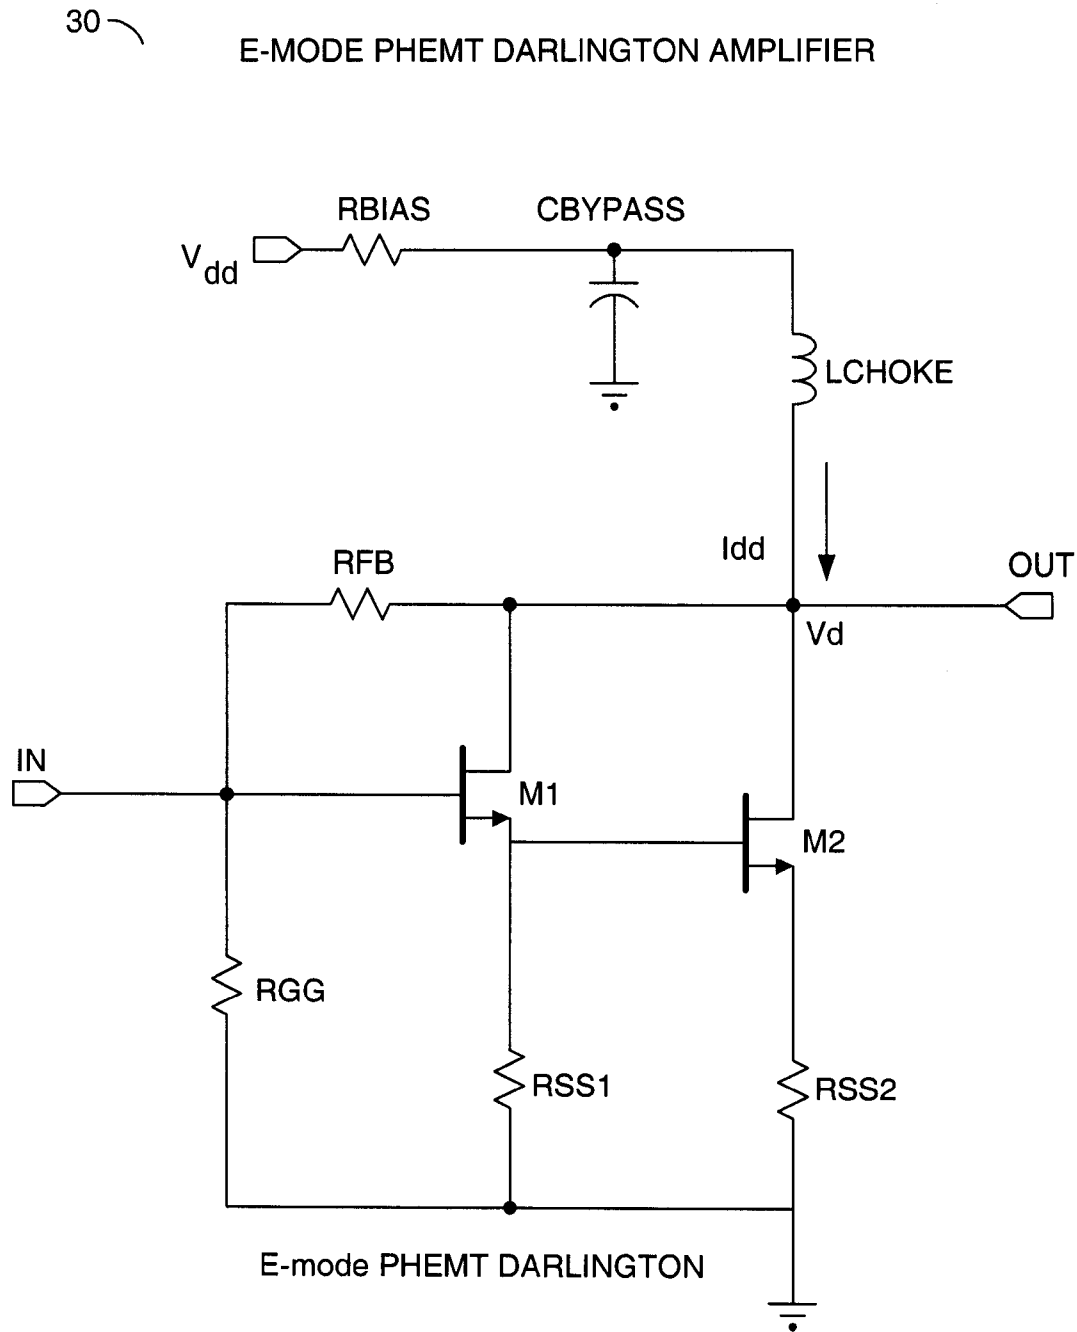 30
E-MODE PHEMT DARLINGTON AMPLIFIER
RBIAS
CBYPASS
Vdd
LCHOKE
Idd
RFB
OUT
Vd
IN
M1
M2
RGG
RSS1
RSS2
E-mode PHEMT DARLINGTON